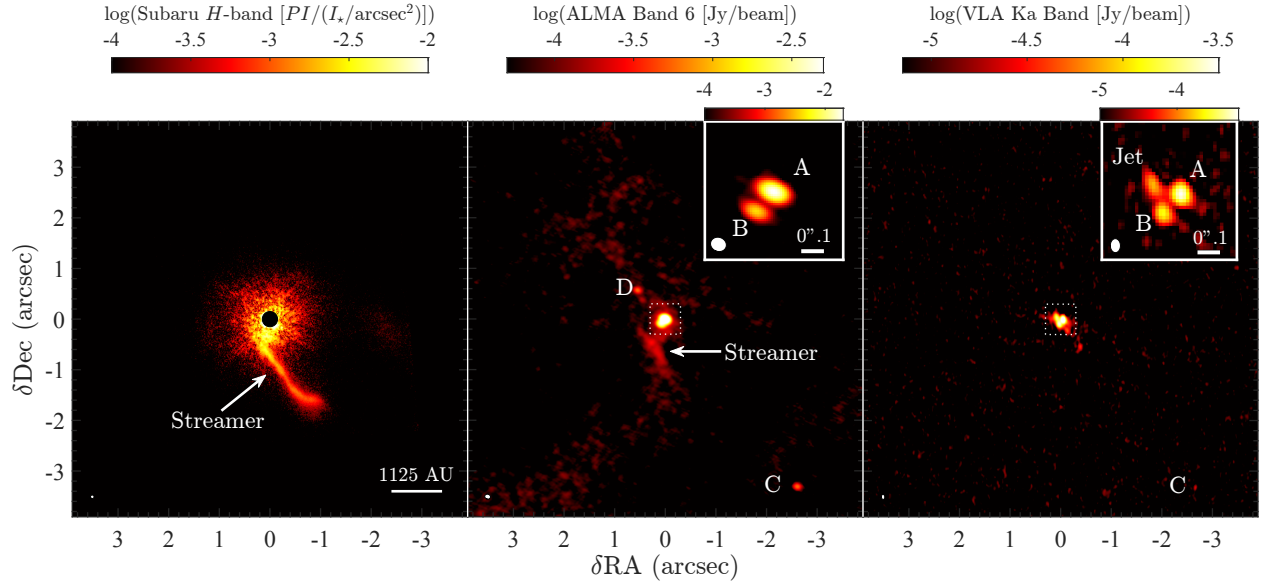 log(Subaru H-band [PI/(I⋆/arcsec²)])
log(ALMA Band 6 [Jy/beam])
log(VLA Ka Band [Jy/beam])
-4 -3.5 -3 -2.5 -2
-4 -3.5 -3 -2.5
-5 -4.5 -4 -3.5
-4 -3 -2
-5 -4
A
B
0".1
Jet
A
B
0".1
3
2
1
0
-1
-2
-3
δDec (arcsec)
D
Streamer
Streamer
1125 AU
C
C
3 2 1 0 -1 -2 -3
3 2 1 0 -1 -2 -3
3 2 1 0 -1 -2 -3
δRA (arcsec)